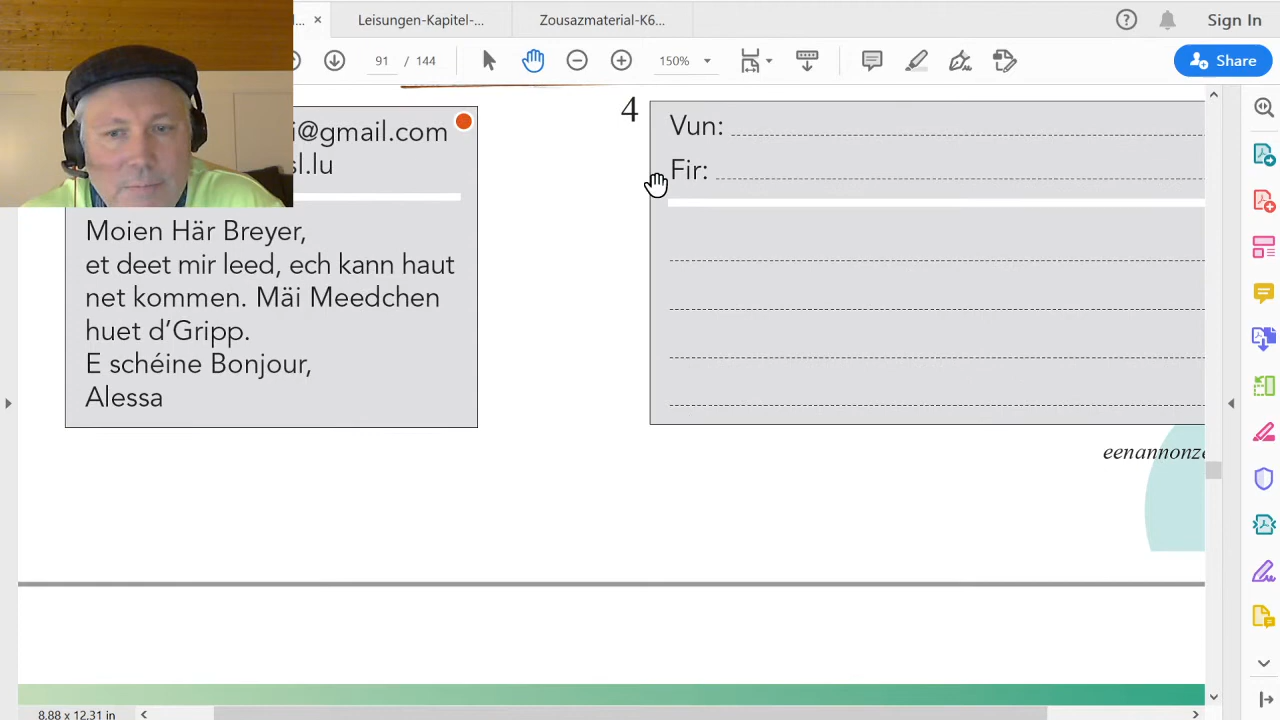 Leisungen-Kapitel-...
Zousazmaterial-K6...
Sign In
91 / 144
150%
Share
i@gmail.com
sl.lu
Moien Här Breyer,
et deet mir leed, ech kann haut
net kommen. Mäi Meedchen
huet d’Gripp.
E schéine Bonjour,
Alessa
4
Vun:
Fir:
eenannonze
8.88 x 12.31 in